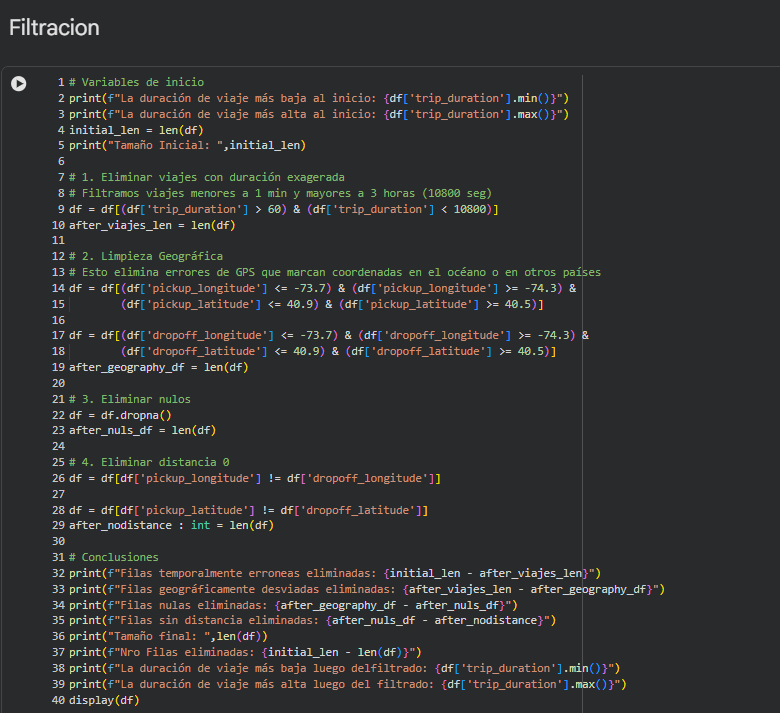 Filtracion
1 # Variables de inicio
2 print(f"La duración de viaje más baja al inicio: {df['trip_duration'].min()}")
3 print(f"La duración de viaje más alta al inicio: {df['trip_duration'].max()}")
4 initial_len = len(df)
5 print("Tamaño Inicial: ",initial_len)
6
7 # 1. Eliminar viajes con duración exagerada
8 # Filtramos viajes menores a 1 min y mayores a 3 horas (10800 seg)
9 df = df[(df['trip_duration'] > 60) & (df['trip_duration'] < 10800)]
10 after_viajes_len = len(df)
11
12 # 2. Limpieza Geográfica
13 # Esto elimina errores de GPS que marcan coordenadas en el océano o en otros países
14 df = df[(df['pickup_longitude'] <= -73.7) & (df['pickup_longitude'] >= -74.3) &
15         (df['pickup_latitude'] <= 40.9) & (df['pickup_latitude'] >= 40.5)]
16
17 df = df[(df['dropoff_longitude'] <= -73.7) & (df['dropoff_longitude'] >= -74.3) &
18         (df['dropoff_latitude'] <= 40.9) & (df['dropoff_latitude'] >= 40.5)]
19 after_geography_df = len(df)
20
21 # 3. Eliminar nulos
22 df = df.dropna()
23 after_nuls_df = len(df)
24
25 # 4. Eliminar distancia 0
26 df = df[df['pickup_longitude'] != df['dropoff_longitude']]
27
28 df = df[df['pickup_latitude'] != df['dropoff_latitude']]
29 after_nodistance : int = len(df)
30
31 # Conclusiones
32 print(f"Filas temporalmente erroneas eliminadas: {initial_len - after_viajes_len}")
33 print(f"Filas geográficamente desviadas eliminadas: {after_viajes_len - after_geography_df}")
34 print(f"Filas nulas eliminadas: {after_geography_df - after_nuls_df}")
35 print(f"Filas sin distancia eliminadas: {after_nuls_df - after_nodistance}")
36 print("Tamaño final: ",len(df))
37 print(f"Nro Filas eliminadas: {initial_len - len(df)}")
38 print(f"La duración de viaje más baja luego delfiltrado: {df['trip_duration'].min()}")
39 print(f"La duración de viaje más alta luego del filtrado: {df['trip_duration'].max()}")
40 display(df)